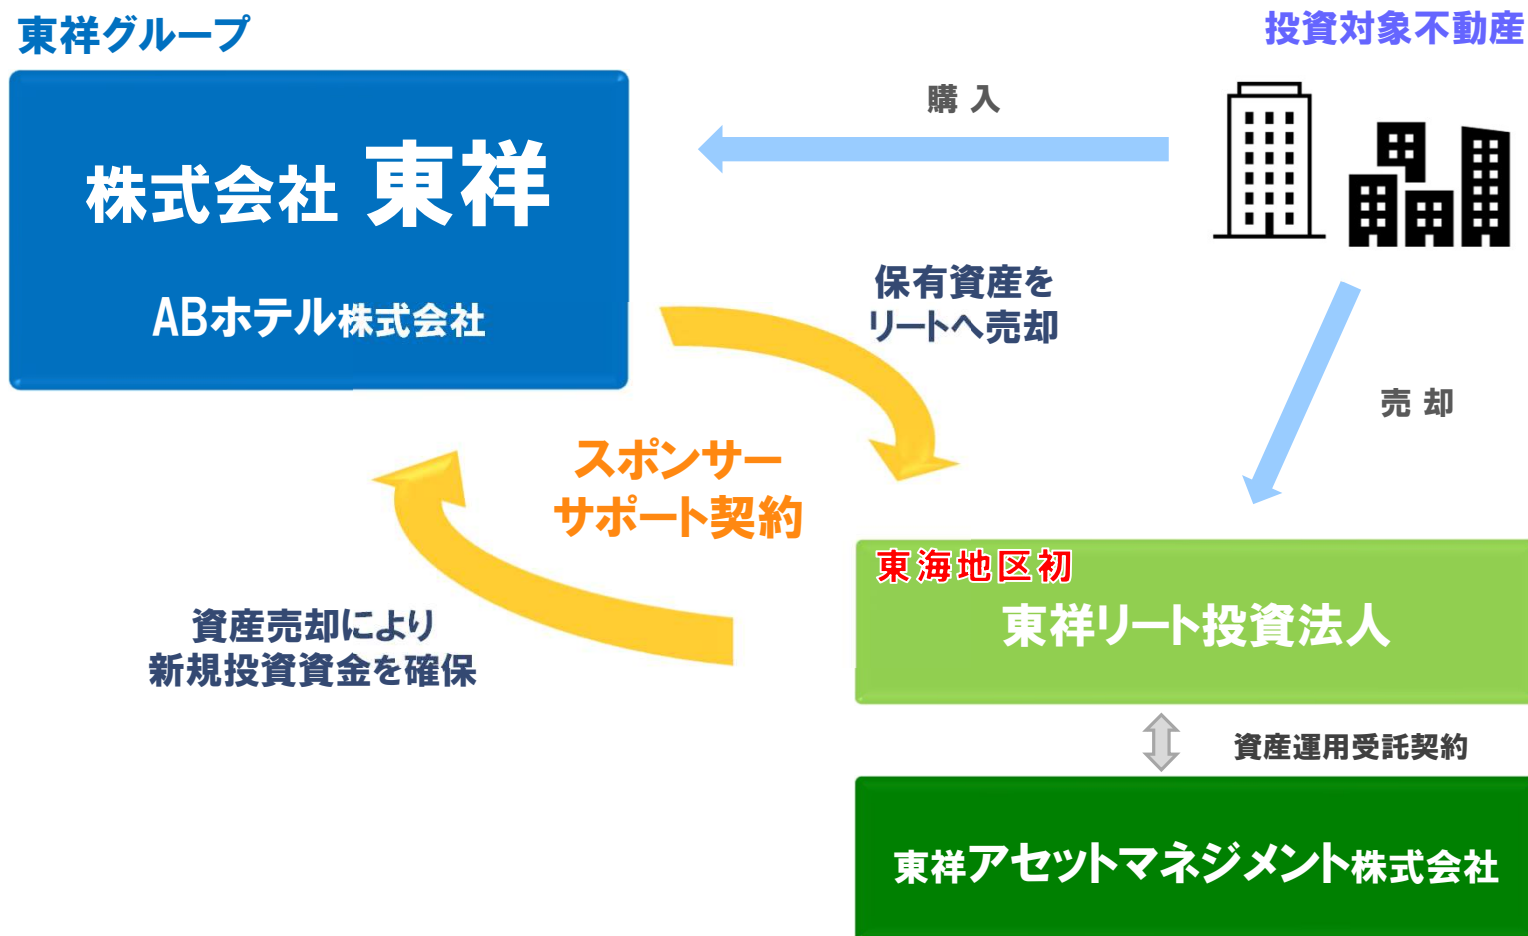 東祥グループ
投資対象不動産
株式会社 東祥
ABホテル株式会社
購 入
保有資産を
リートへ売却
売 却
スポンサー
サポート契約
資産売却により
新規投資資金を確保
東海地区初
東祥リート投資法人
資産運用受託契約
東祥アセットマネジメント株式会社